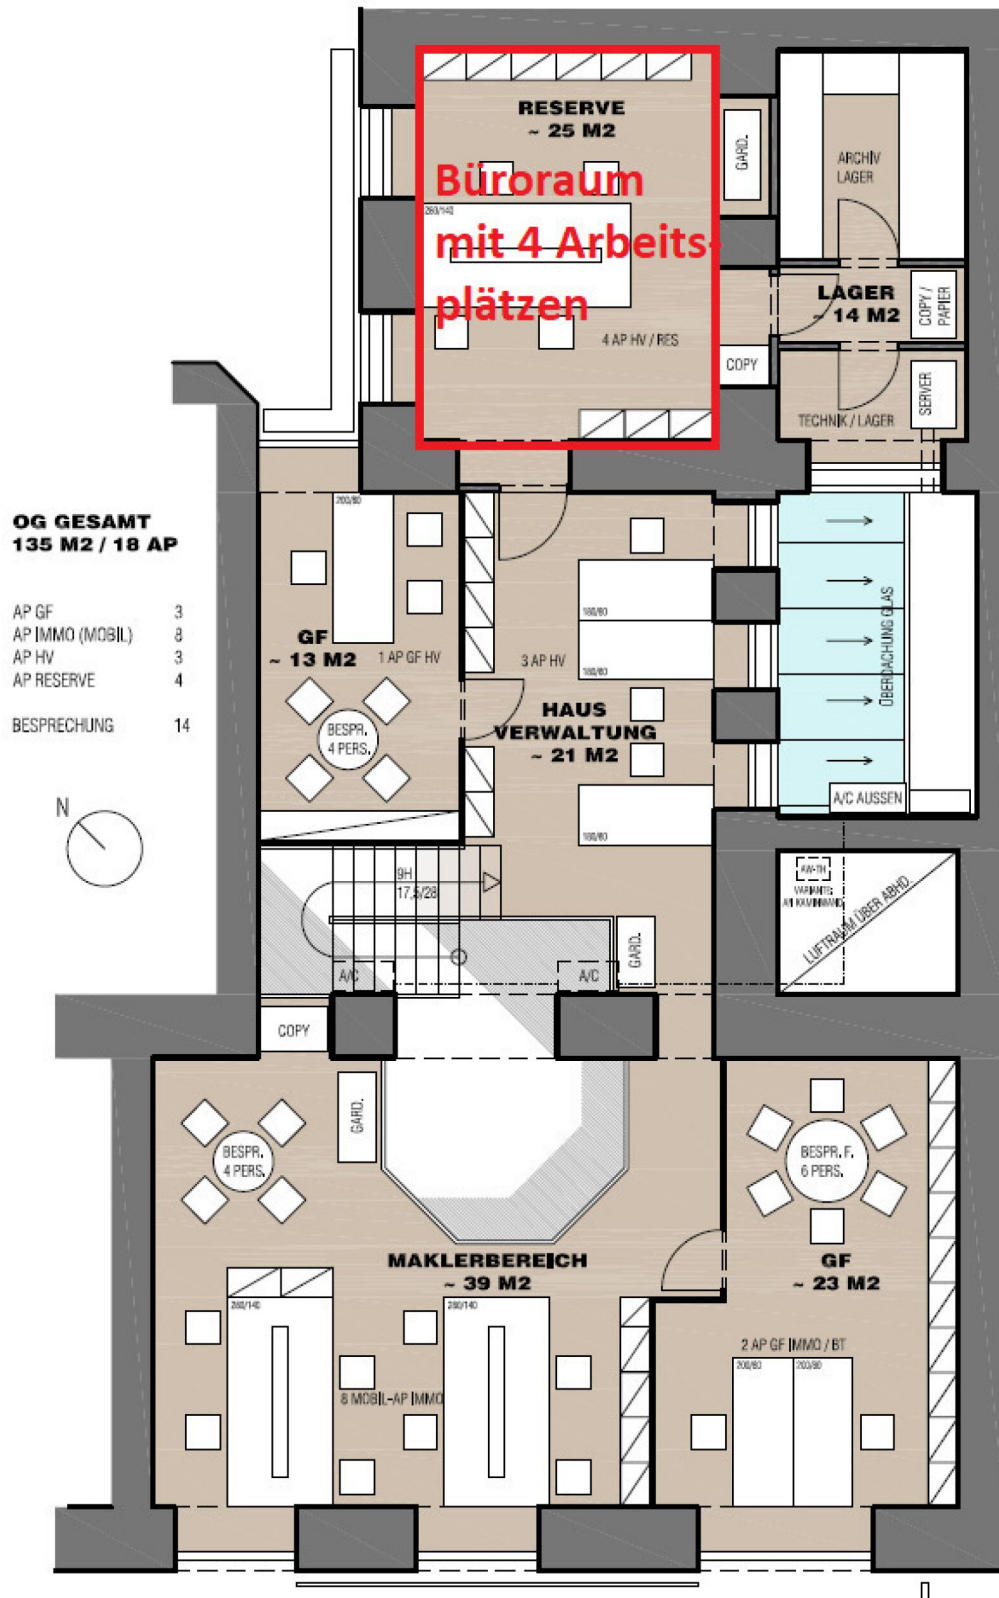 RESERVE
~ 25 M2
Büroraum
mit 4 Arbeits-
plätzen
260/140
4 AP HV / RES
GARD.
ARCHIV
LAGER
LAGER
~ 14 M2
COPY /
PAPIER
COPY
SERVER
TECHNIK / LAGER
OG GESAMT
135 M2 / 18 AP
AP GF 3
AP IMMO (MOBIL) 8
AP HV 3
AP RESERVE 4
BESPRECHUNG 14
N
200/80
GF
~ 13 M2
1 AP GF HV
BESPR.
4 PERS.
180/80
180/80
3 AP HV
HAUS
VERWALTUNG
~ 21 M2
180/80
ÜBERDACHUNG GLAS
A/C AUSSEN
9H
17,5/28
A/C
A/C
GARD.
AW-TH
VARIANTE
AN KAMINWAND
LUFTRAUM ÜBER ABHD.
COPY
GARD.
BESPR.
4 PERS.
BESPR. F.
6 PERS.
MAKLERBEREICH
~ 39 M2
GF
~ 23 M2
280/140
280/140
8 MOBIL-AP IMMO
2 AP GF IMMO / BT
200/80
200/80